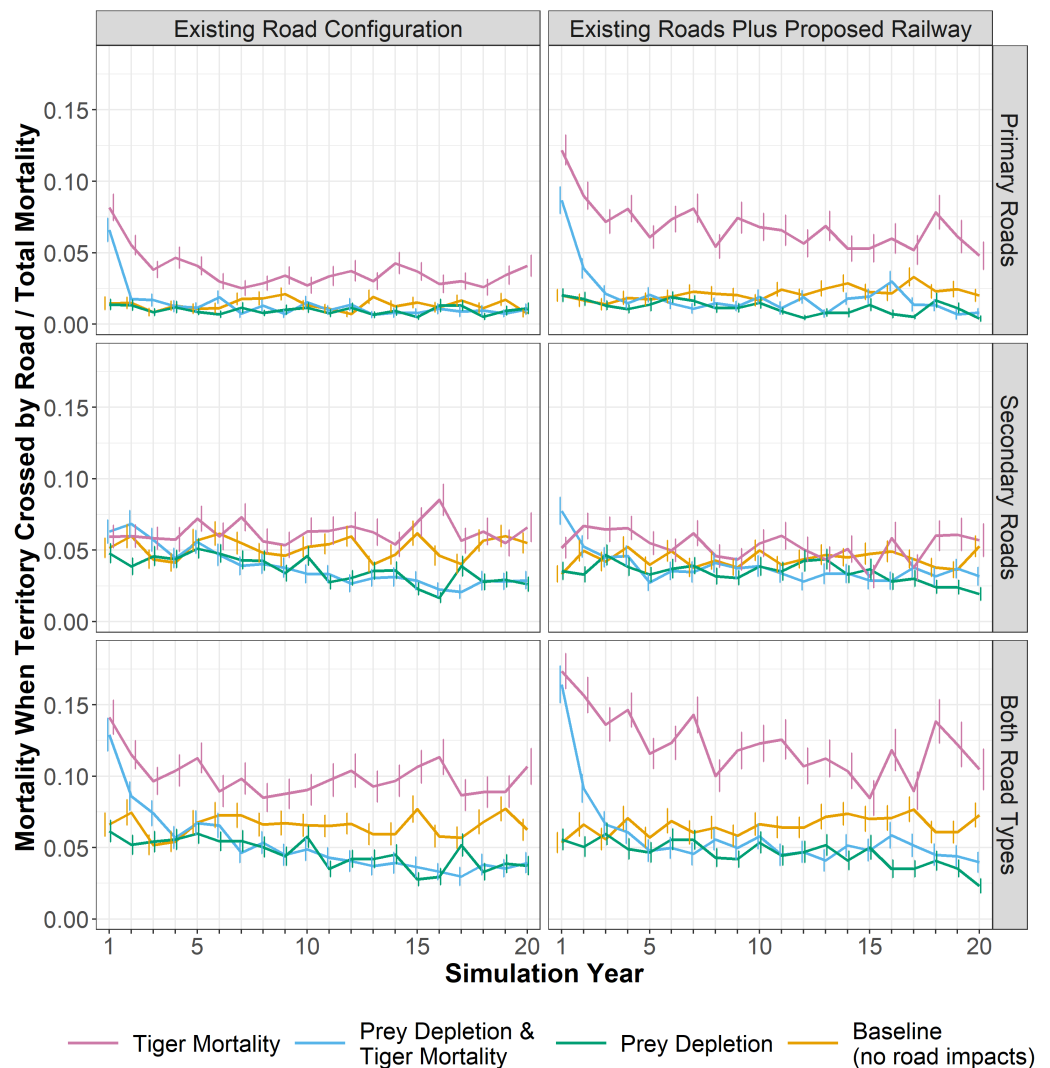 Existing Road Configuration
Existing Roads Plus Proposed Railway
Mortality When Territory Crossed by Road / Total Mortality
0.15
0.10
0.05
0.00
Primary Roads
0.15
0.10
0.05
0.00
Secondary Roads
0.15
0.10
0.05
0.00
Both Road Types
1 5 10 15 20
1 5 10 15 20
Simulation Year
Tiger Mortality
Prey Depletion &
Tiger Mortality
Prey Depletion
Baseline
(no road impacts)